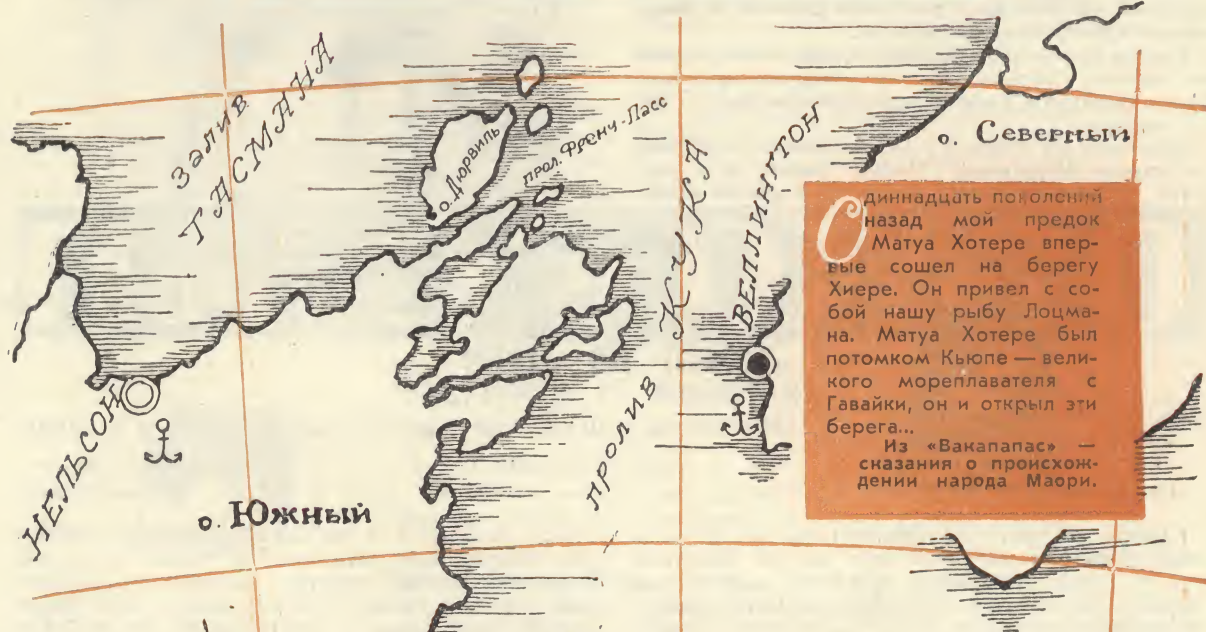 Залив
ТАСМАНА
о. Дюрвиль
прол. Френч-Пасс
КУКА
ВЕЛЛИНГТОН
о. Северный
Одиннадцать поколений
назад мой предок
Матуа Хотере впер-
вые сошел на берегу
Хиере. Он привел с со-
бой нашу рыбу Лоцма-
на. Матуа Хотере был
потомком Кьюпе — вели-
кого мореплавателя с
Гавайки, он и открыл эти
берега...
Из «Вакапапас» —
сказания о происхож-
дении народа Маори.
НЕЛЬСОН
пролив
о. Южный